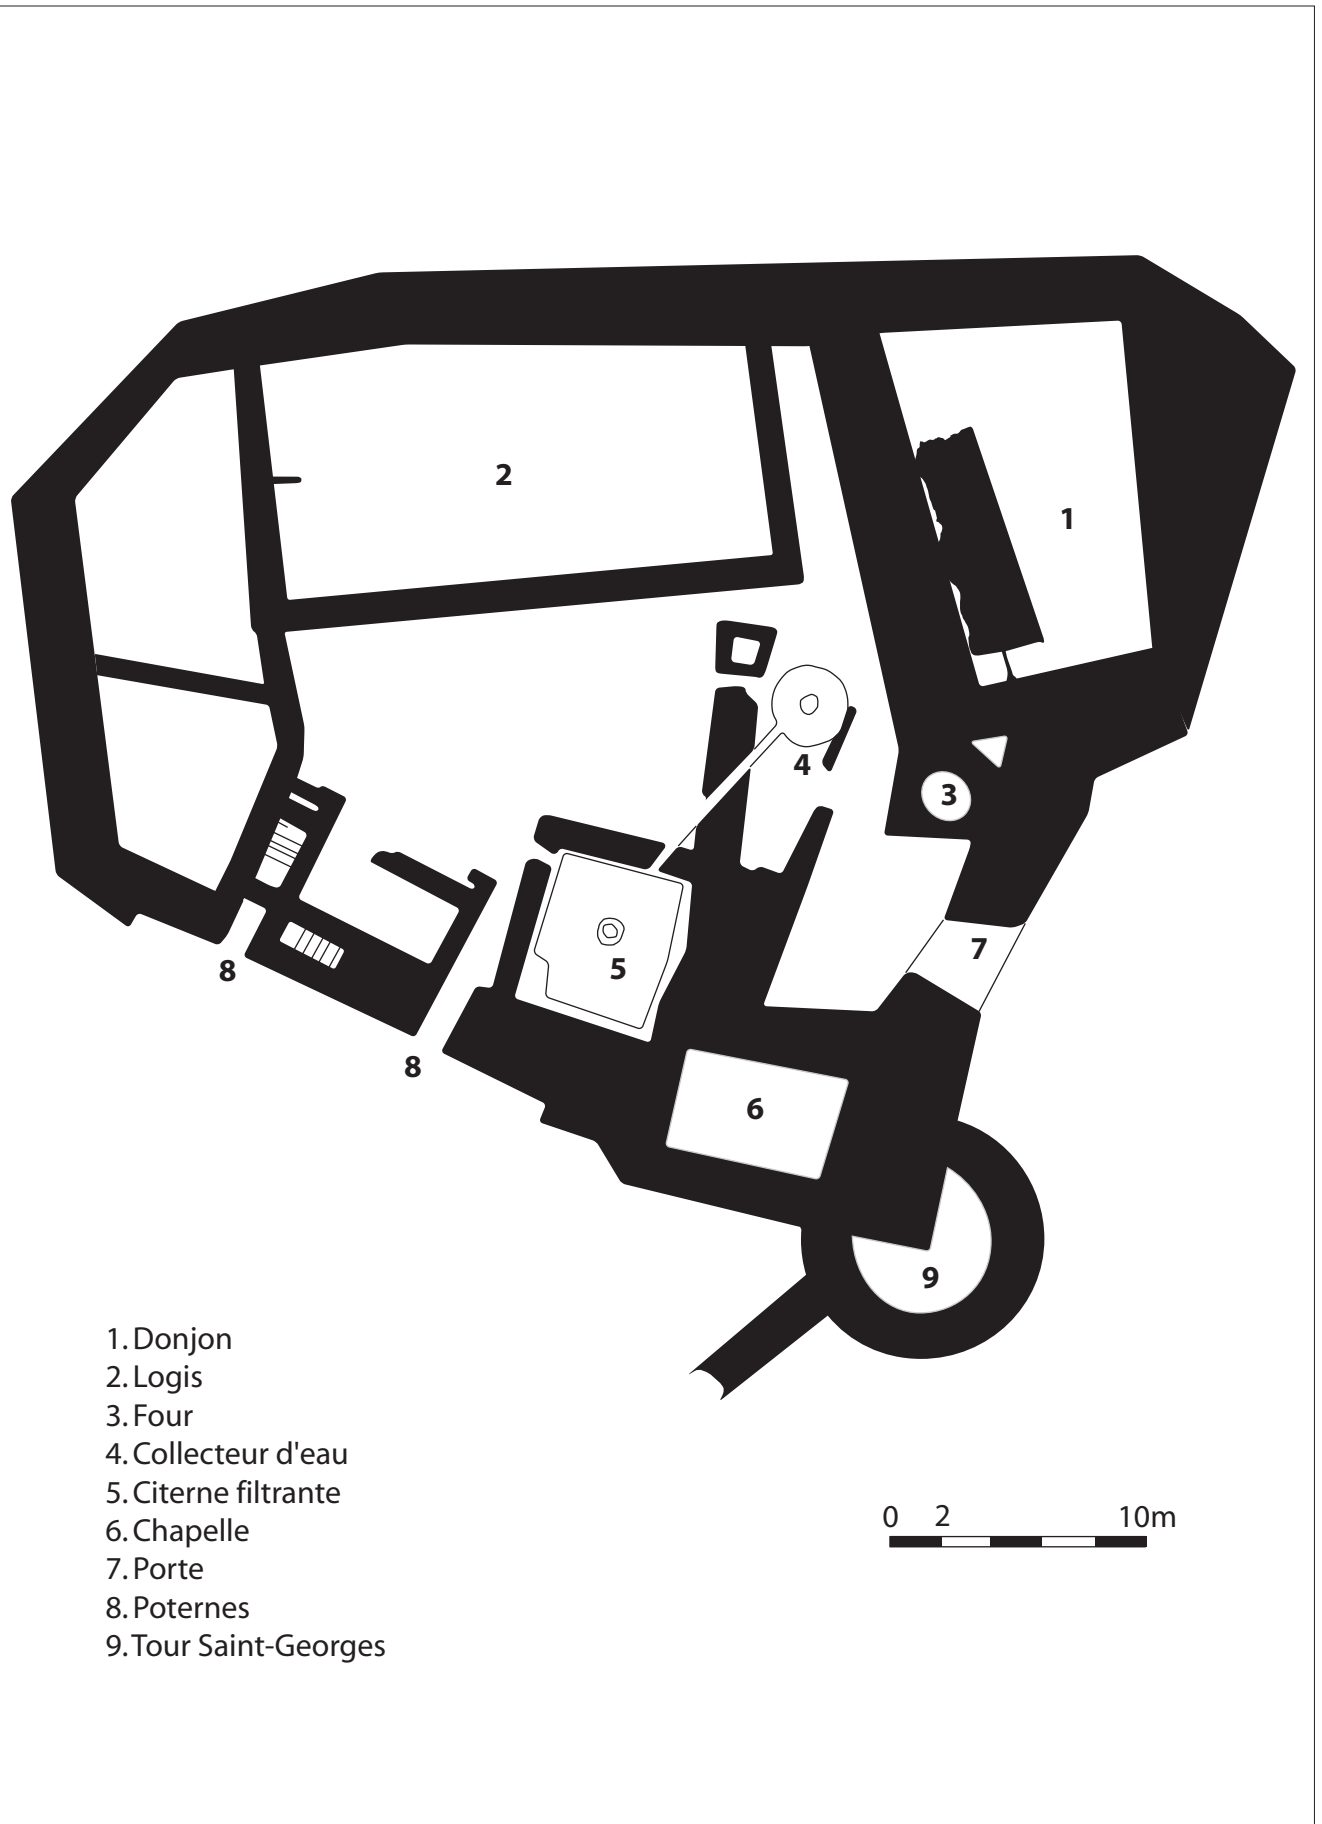 2
1
4
3
7
5
8
8
6
9
1. Donjon
2. Logis
3. Four
4. Collecteur d'eau
5. Citerne filtrante
6. Chapelle
7. Porte
8. Poternes
9. Tour Saint-Georges
0 2 10m